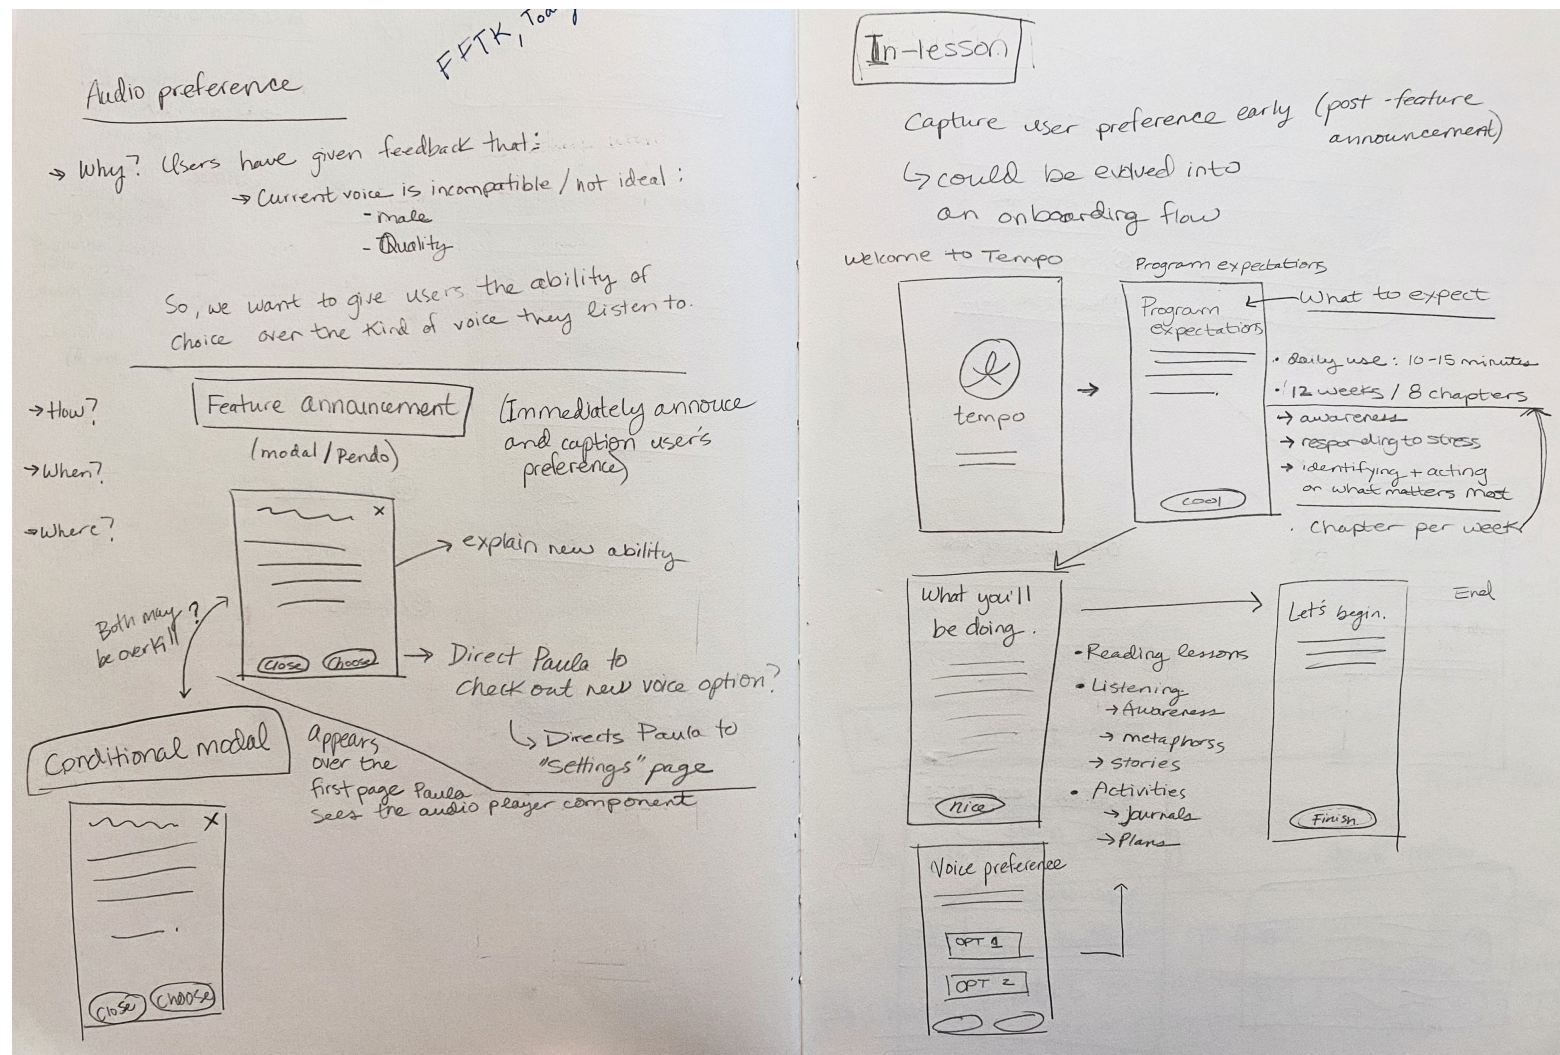 FFTK, Today
Audio preference
→ Why? Users have given feedback that:
→ Current voice is incompatible / not ideal :
- male
- Quality
So, we want to give users the ability of
choice over the kind of voice they listen to.
→ How?
→ When?
→ Where?
Feature announcement
(modal / Pendo)
(Immediately annouce
and caption user's
preference)
x
close
choose
→ explain new ability
→ Direct Paula to
check out new voice option?
↳ Directs Paula to
"settings" page
Both may
be overkill?
Conditional modal
appears
over the
first page Paula
sees the audio player component
X
close
choose
In-lesson
Capture user preference early (post-feature
announcement)
↳ could be evolved into
an onboarding flow
Welcome to Tempo
tempo
→
Program expectations
Program
expectations
cool
What to expect
• daily use: 10-15 minutes
• 12 weeks / 8 chapters
→ awareness
→ responding to stress
→ identifying + acting
on what matters most
. Chapter per week
What you'll
be doing.
nice
• Reading lessons
• Listening
→ Awareness
→ metaphorss
→ stories
• Activities
→ Journals
→ Plans
Let's begin.
Finish
End
Voice preference
OPT 1
OPT 2